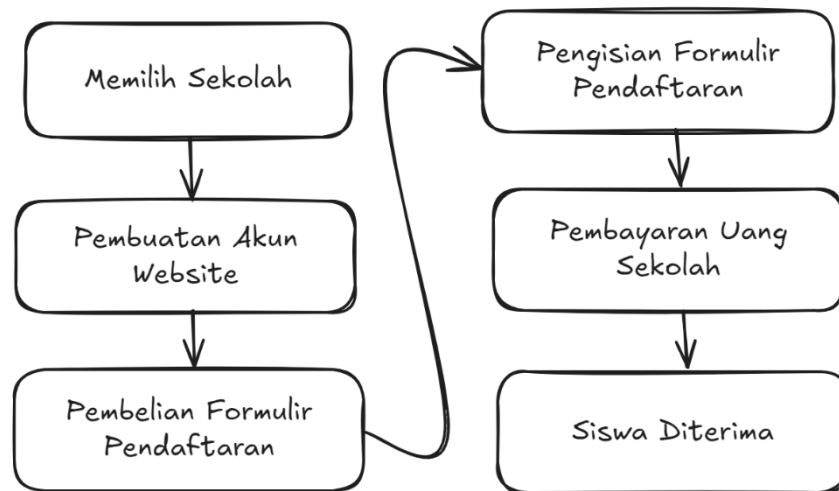 Memilih Sekolah
Pembuatan Akun
Website
Pembelian Formulir
Pendaftaran
Pengisian Formulir
Pendaftaran
Pembayaran Uang
Sekolah
Siswa Diterima